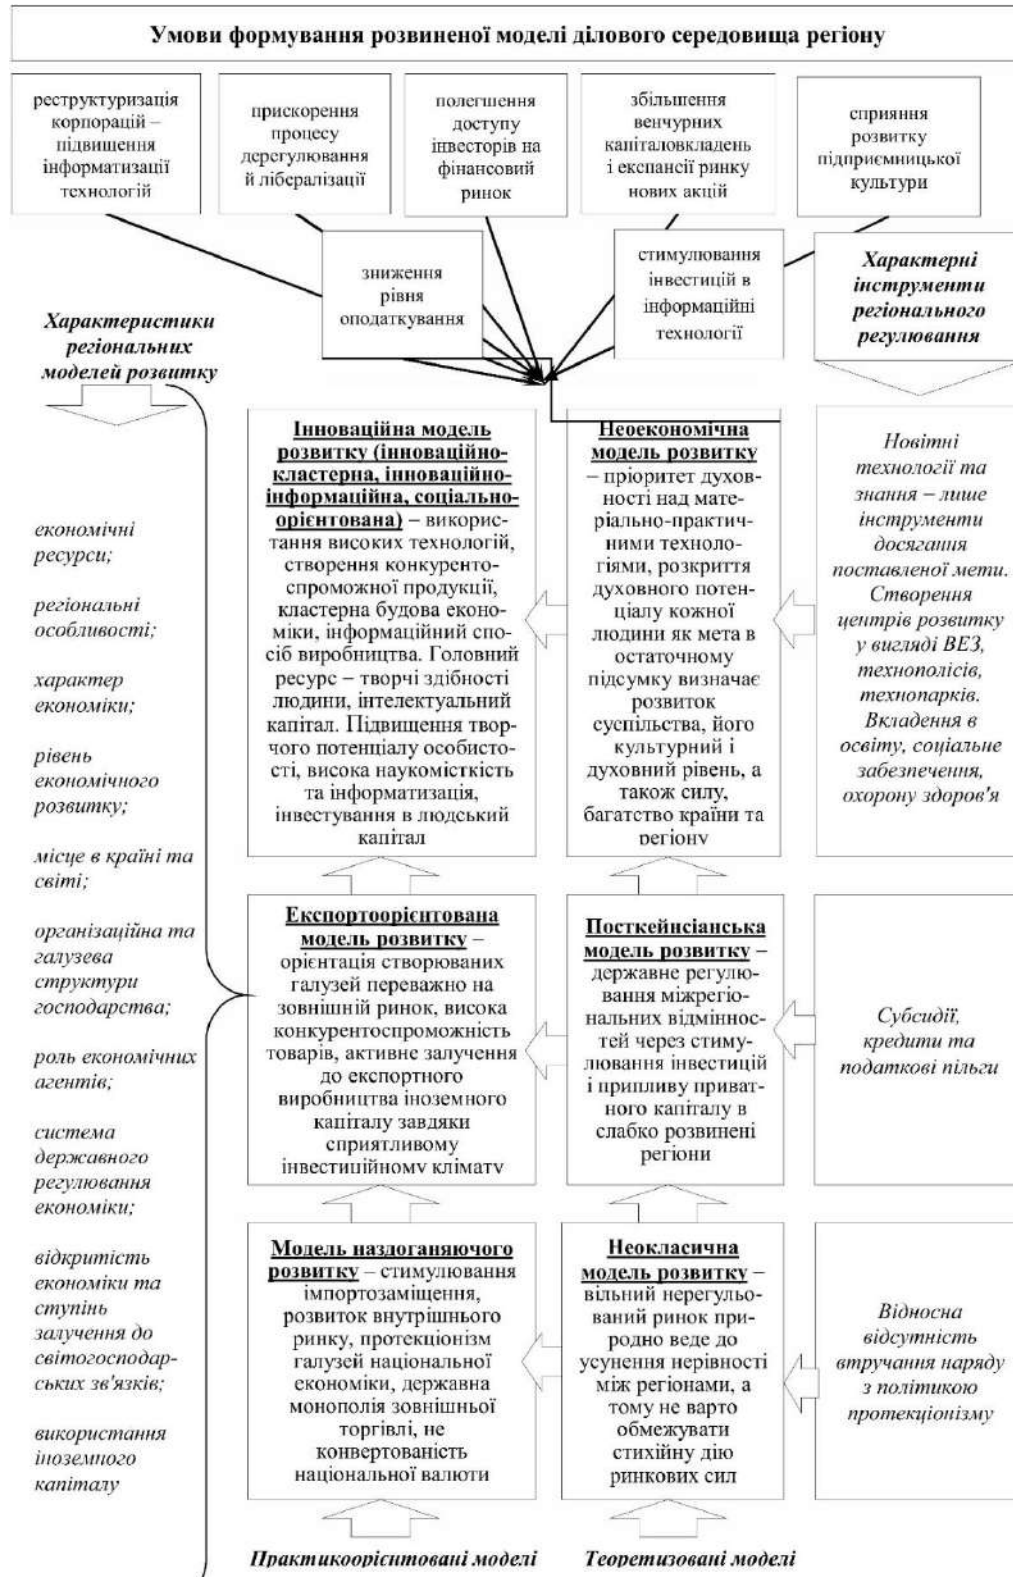 Умови формування розвиненої моделі ділового середовища регіону
реструктуризація
корпорацій –
підвищення
інформатизації
технологій
прискорення
процесу
дерегулювання
й лібералізації
полегшення
доступу
інвесторів на
фінансовий
ринок
збільшення
венчурних
капіталовкладень
і експансії ринку
нових акцій
сприяння
розвитку
підприємницької
культури
зниження
рівня
оподаткування
стимулювання
інвестицій в
інформаційні
технології
Характерні
інструменти
регіонального
регулювання
Характеристики
регіональних
моделей розвитку
економічні
ресурси;
регіональні
особливості;
характер
економіки;
рівень
економічного
розвитку;
місце в країні та
світі;
організаційна та
галузева
структури
господарства;
роль економічних
агентів;
система
державного
регулювання
економіки;
відкритість
економіки та
ступінь
залучення до
світогосподар-
ських зв'язків;
використання
іноземного
капіталу
Інноваційна модель
розвитку (інноваційно-
кластерна, інноваційно-
інформаційна, соціально-
орієнтована) – викорис-
тання високих технологій,
створення конкуренто-
спроможної продукції,
кластерна будова еконо-
міки, інформаційний спо-
сіб виробництва. Головний
ресурс – творчі здібності
людини, інтелектуальний
капітал. Підвищення твор-
чого потенціалу особисто-
сті, висока наукомісткість
та інформатизація,
інвестування в людський
капітал
Неоекономічна
модель розвитку
– пріоритет духов-
ності над мате-
ріально-практич-
ними техноло-
гіями, розкриття
духовного потен-
ціалу кожної
людини як мета в
остаточному
підсумку визначає
розвиток
суспільства, його
культурний і
духовний рівень, а
також силу,
багатство країни та
регіону
Новітні
технології та
знання – лише
інструменти
досягання
поставленої мети.
Створення
центрів розвитку
у вигляді ВЕЗ,
технополісів,
технопарків.
Вкладення в
освіту, соціальне
забезпечення,
охорону здоров'я
Експортоорієнтована
модель розвитку –
орієнтація створюваних
галузей переважно на
зовнішній ринок, висока
конкурентоспроможність
товарів, активне залучення
до експортного
виробництва іноземного
капіталу завдяки
сприятливому
інвестиційному клімату
Посткейнсіанська
модель розвитку –
державне регулю-
вання міжрегіо-
нальних відмінно-
стей через стиму-
лювання інвестицій
і припливу приват-
ного капіталу в
слабко розвинені
регіони
Субсидії,
кредити та
податкові пільги
Модель наздоганяючого
розвитку – стимулювання
імпортозаміщення,
розвиток внутрішнього
ринку, протекціонізм
галузей національної
економіки, державна
монополія зовнішньої
торгівлі, не
конвертованість
національної валюти
Неокласична
модель розвитку –
вільний нерегульо-
ваний ринок при-
родно веде до
усунення нерівності
між регіонами, а
тому не варто
обмежувати
стихійну дію
ринкових сил
Відносна
відсутність
втручання наряду
з політикою
протекціонізму
Практикоорієнтовані моделі
Теоретизовані моделі